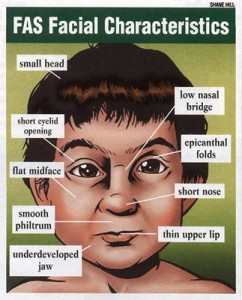 SHANE HILL
FAS Facial Characteristics
small head
low nasal
bridge
short eyelid
opening
epicanthal
folds
flat midface
short nose
smooth
philtrum
thin upper lip
underdeveloped
jaw